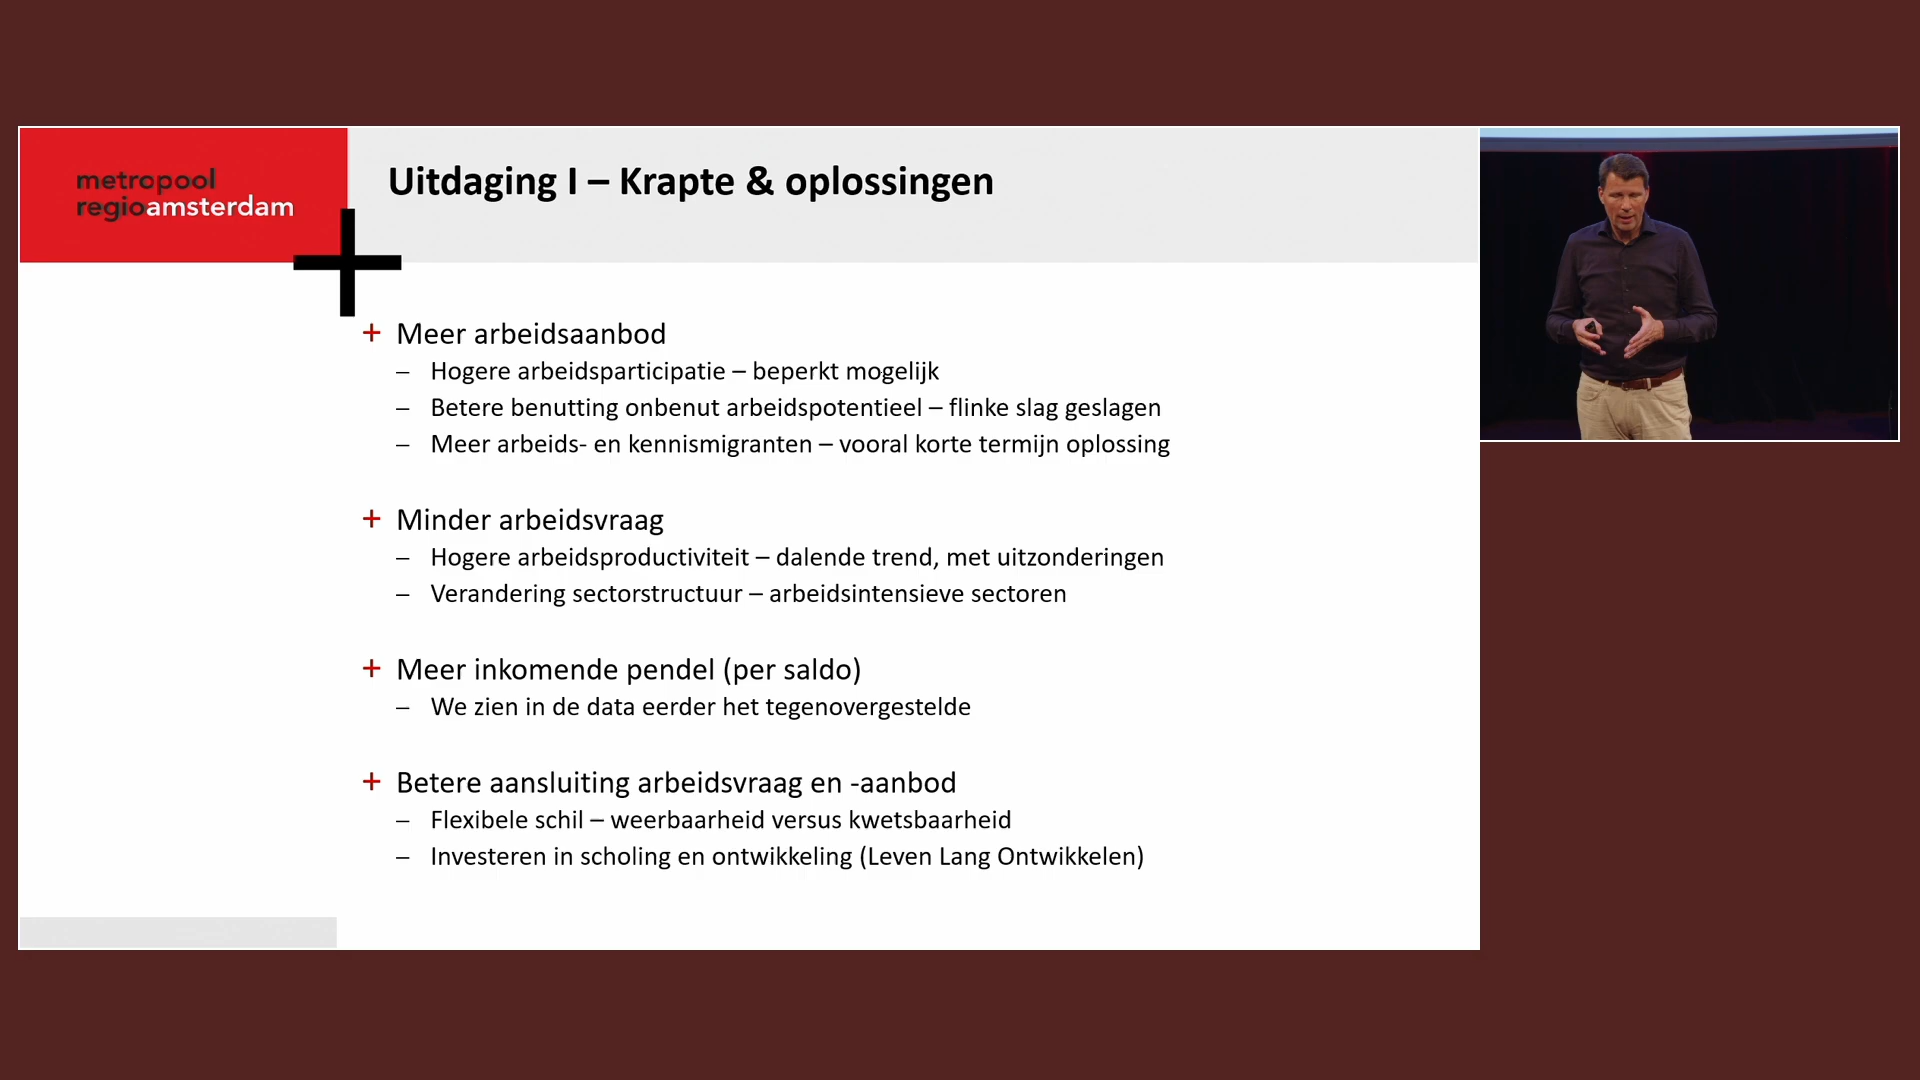 metropool
regioamsterdam
Uitdaging I – Krapte & oplossingen
+ Meer arbeidsaanbod
– Hogere arbeidsparticipatie – beperkt mogelijk
– Betere benutting onbenut arbeidspotentieel – flinke slag geslagen
– Meer arbeids- en kennismigranten – vooral korte termijn oplossing
+ Minder arbeidsvraag
– Hogere arbeidsproductiviteit – dalende trend, met uitzonderingen
– Verandering sectorstructuur – arbeidsintensieve sectoren
+ Meer inkomende pendel (per saldo)
– We zien in de data eerder het tegenovergestelde
+ Betere aansluiting arbeidsvraag en -aanbod
– Flexibele schil – weerbaarheid versus kwetsbaarheid
– Investeren in scholing en ontwikkeling (Leven Lang Ontwikkelen)